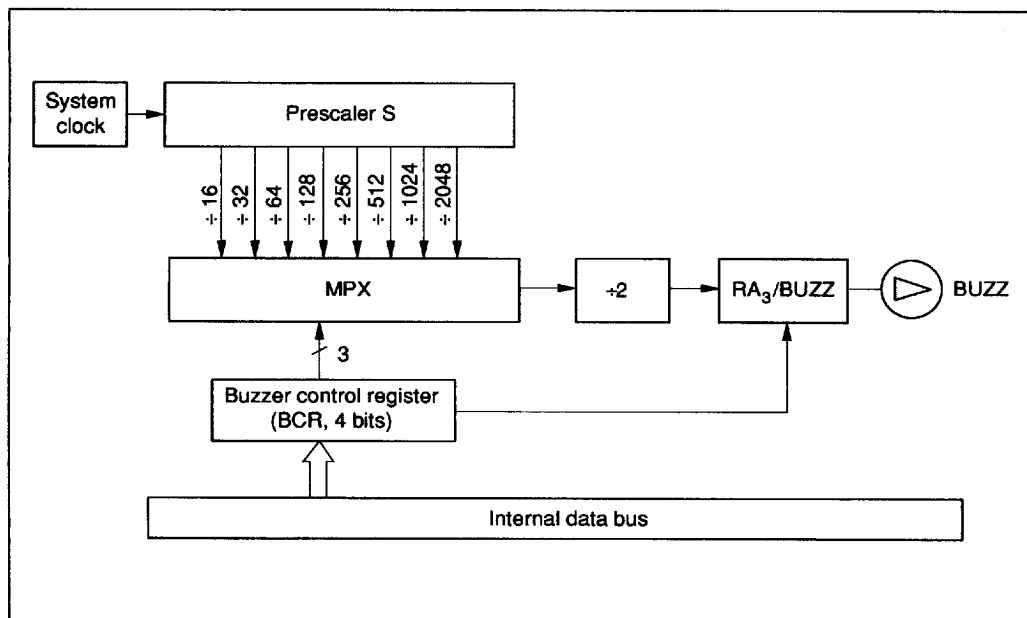 System
clock
Prescaler S
÷ 16
÷ 32
÷ 64
÷ 128
÷ 256
÷ 512
÷ 1024
÷ 2048
MPX
÷2
RA₃/BUZZ
BUZZ
3
Buzzer control register
(BCR, 4 bits)
Internal data bus